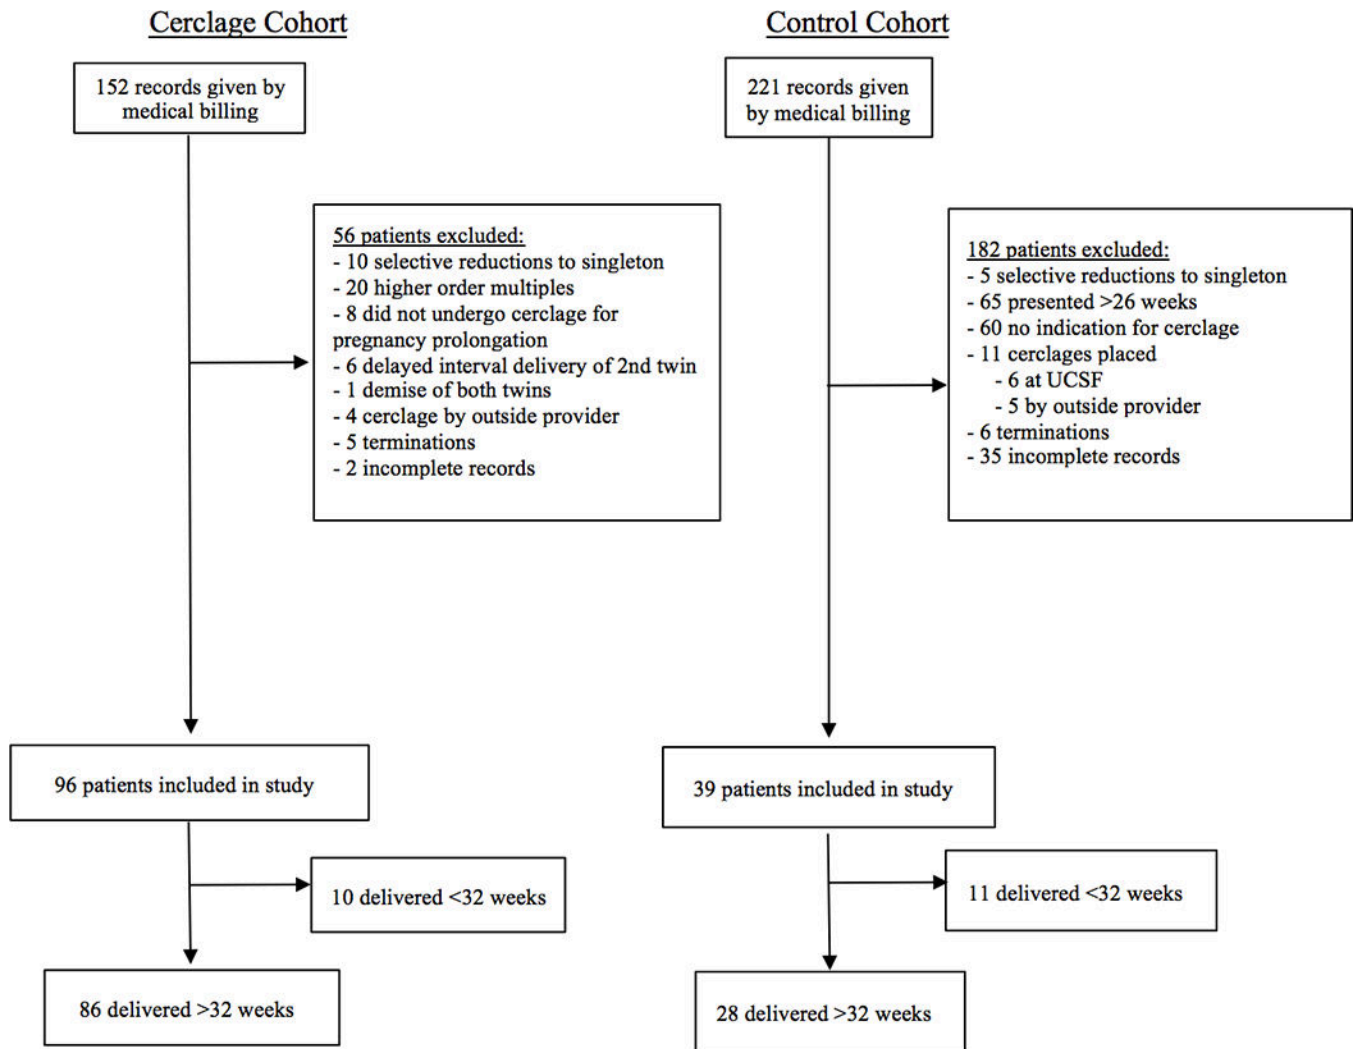 Cerclage Cohort
152 records given by
medical billing
56 patients excluded:
- 10 selective reductions to singleton
- 20 higher order multiples
- 8 did not undergo cerclage for
pregnancy prolongation
- 6 delayed interval delivery of 2nd twin
- 1 demise of both twins
- 4 cerclage by outside provider
- 5 terminations
- 2 incomplete records
96 patients included in study
10 delivered <32 weeks
86 delivered >32 weeks
Control Cohort
221 records given
by medical billing
182 patients excluded:
- 5 selective reductions to singleton
- 65 presented >26 weeks
- 60 no indication for cerclage
- 11 cerclages placed
- 6 at UCSF
- 5 by outside provider
- 6 terminations
- 35 incomplete records
39 patients included in study
11 delivered <32 weeks
28 delivered >32 weeks